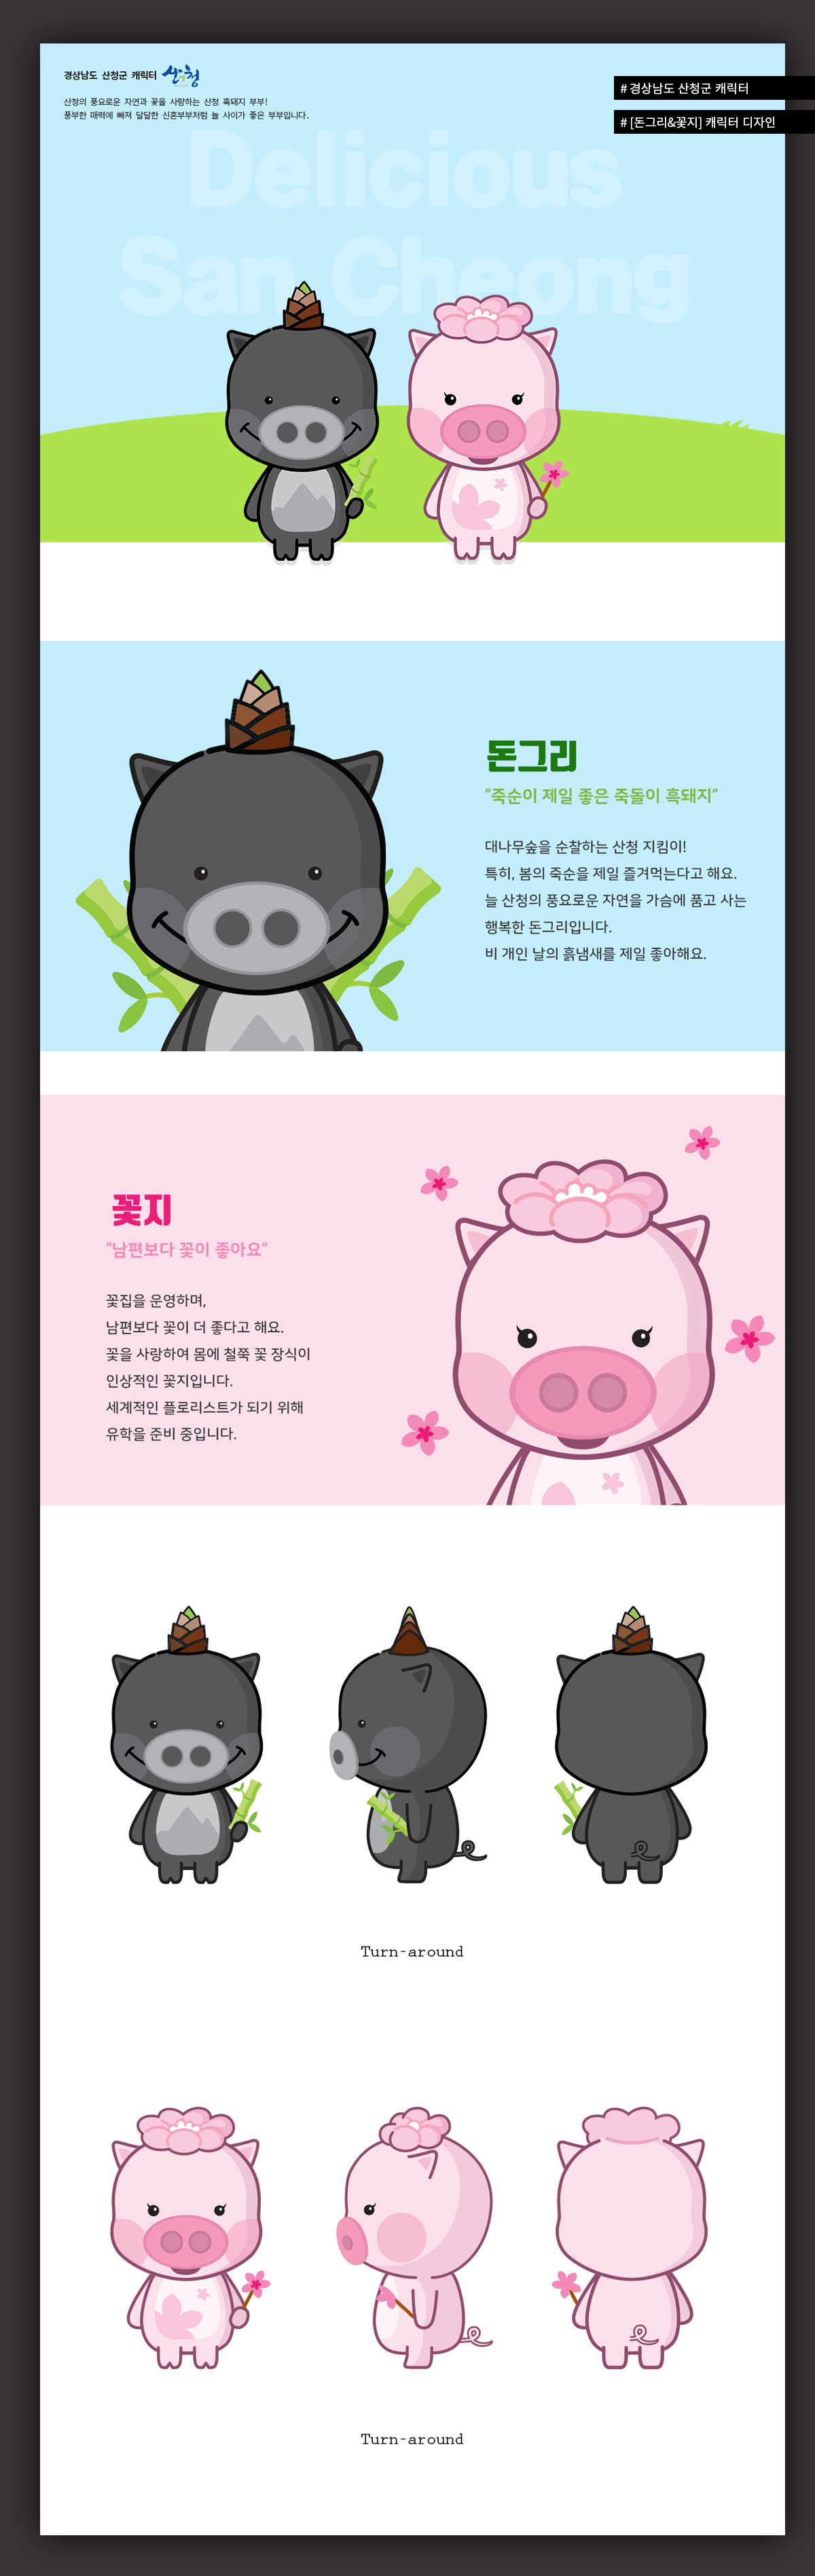 경상남도 산청군 캐릭터 산청
산청의 풍요로운 자연과 꽃을 사랑하는 산청 흑돼지 부부!
풍부한 매력에 빠져 달달한 신혼부부처럼 늘 사이가 좋은 부부입니다.
# 경상남도 산청군 캐릭터
# [돈그리&꽃지] 캐릭터 디자인
Delicious
San Cheong
돈그리
“죽순이 제일 좋은 죽돌이 흑돼지”
대나무숲을 순찰하는 산청 지킴이!
특히, 봄의 죽순을 제일 즐겨먹는다고 해요.
늘 산청의 풍요로운 자연을 가슴에 품고 사는
행복한 돈그리입니다.
비 개인 날의 흙냄새를 제일 좋아해요.
꽃지
“남편보다 꽃이 좋아요”
꽃집을 운영하며,
남편보다 꽃이 더 좋다고 해요.
꽃을 사랑하여 몸에 철쭉 꽃 장식이
인상적인 꽃지입니다.
세계적인 플로리스트가 되기 위해
유학을 준비 중입니다.
Turn-around
Turn-around